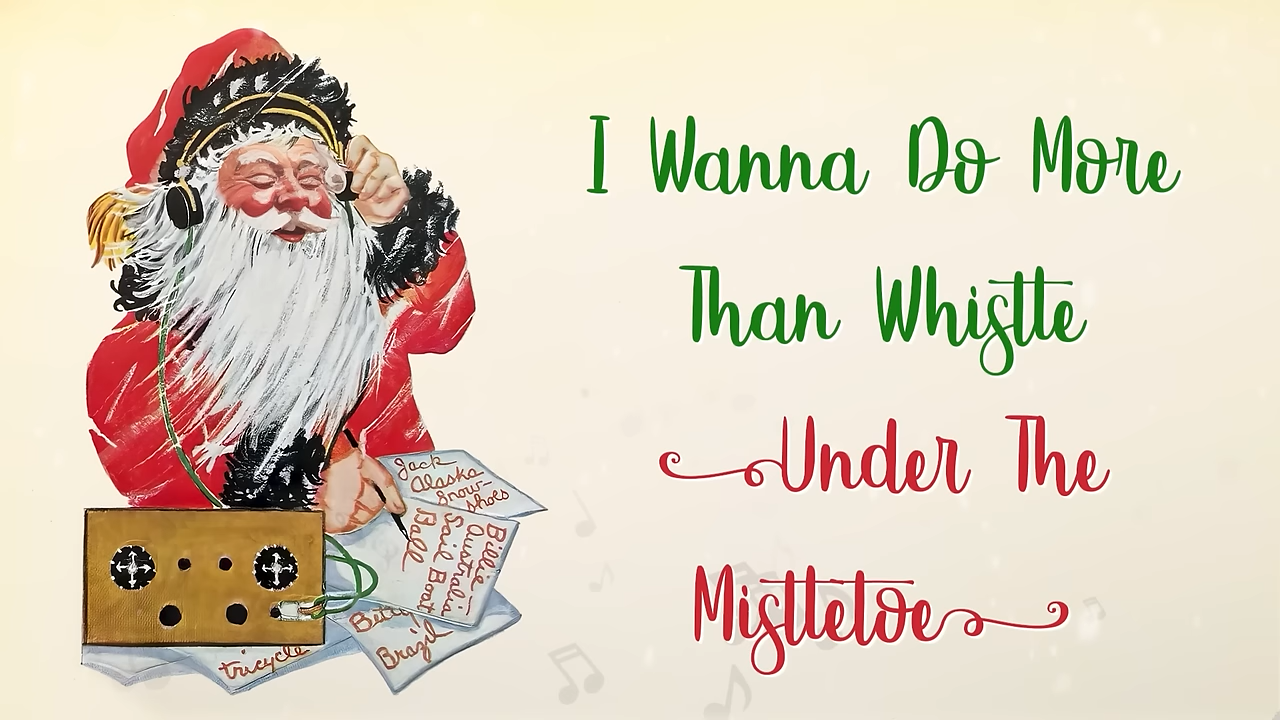 I Wanna Do More
Than Whistle
Under The
Mistletoe
Jack
Alaska
Snow-
shoes
Billie
Australia
Sail Boat
Ball
Betty
Brazil
tricycle